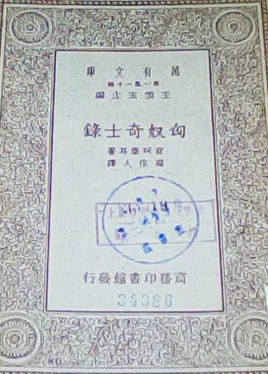 萬有文庫
第一集一千種
王雲五主編
匈奴奇士錄
育珂摩耳著
周作人譯
商務印書館發行
34386